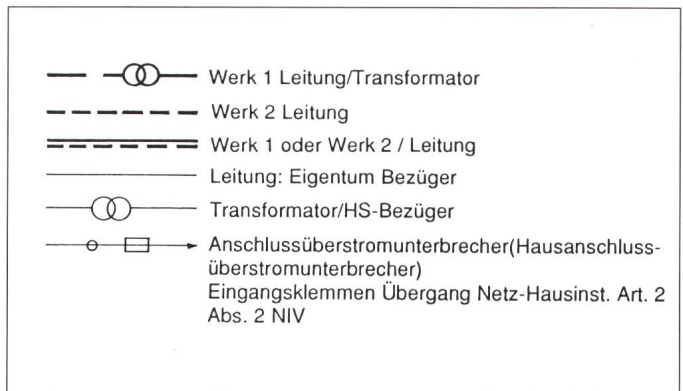 Werk 1 Leitung/Transformator
Werk 2 Leitung
Werk 1 oder Werk 2 / Leitung
Leitung: Eigentum Bezüger
Transformator/HS-Bezüger
Anschlussüberstromunterbrecher(Hausanschluss-
überstromunterbrecher)
Eingangsklemmen Übergang Netz-Hausinst. Art. 2
Abs. 2 NIV